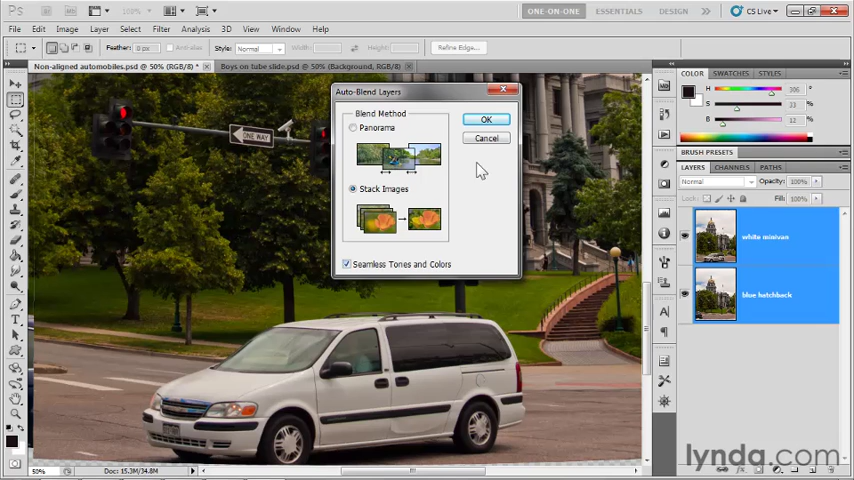 Ps
100%
ONE-ON-ONE
ESSENTIALS
DESIGN
CS Live
File Edit Image Layer Select Filter Analysis 3D View Window Help
Feather: 0 px
Anti-alias
Style: Normal
Width:
Height:
Refine Edge...
Non-aligned automobiles.psd @ 50% (RGB/8) *
Boys on tube slide.psd @ 50% (Background, RGB/8)
ONE WAY
Auto-Blend Layers
Blend Method
Panorama
Stack Images
Seamless Tones and Colors
OK
Cancel
COLOR SWATCHES STYLES
H 306
S 33
B 12
BRUSH PRESETS
LAYERS CHANNELS PATHS
Normal
Opacity: 100%
Lock:
Fill: 100%
white minivan
blue hatchback
50%
Doc: 15.3M/34.8M
lynda.com